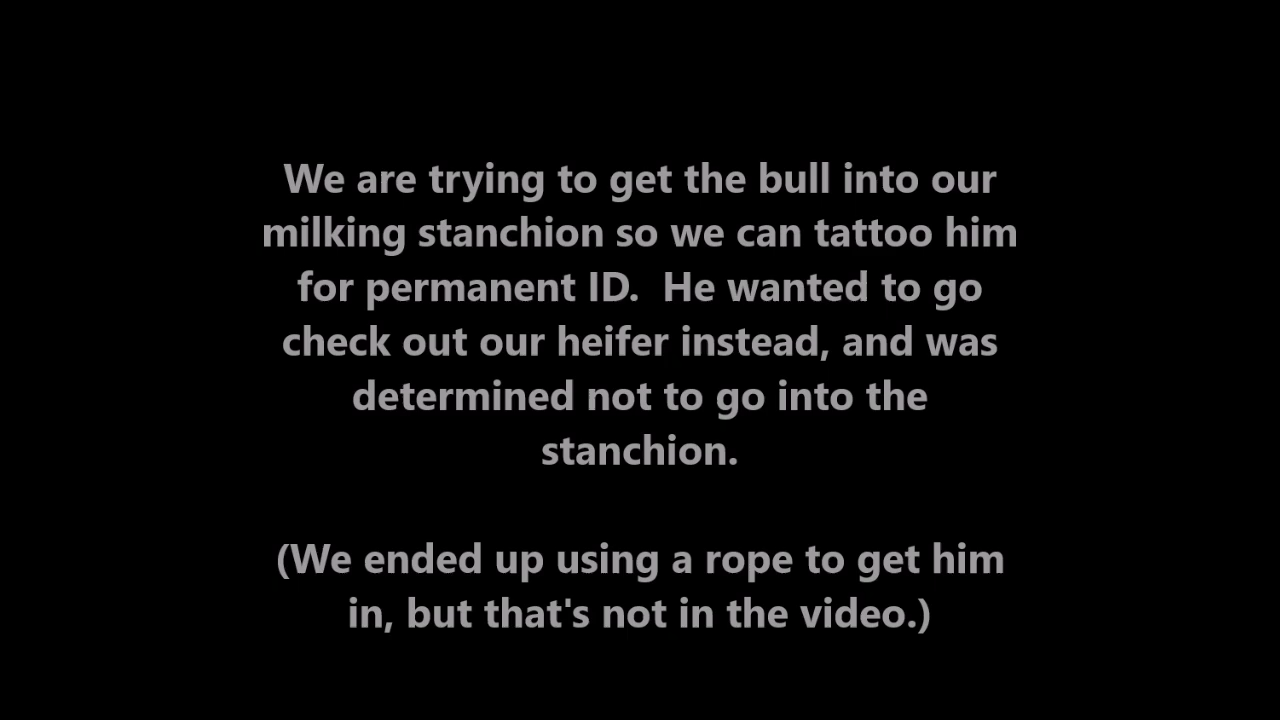 We are trying to get the bull into our
milking stanchion so we can tattoo him
for permanent ID.  He wanted to go
check out our heifer instead, and was
determined not to go into the
stanchion.
(We ended up using a rope to get him
in, but that's not in the video.)